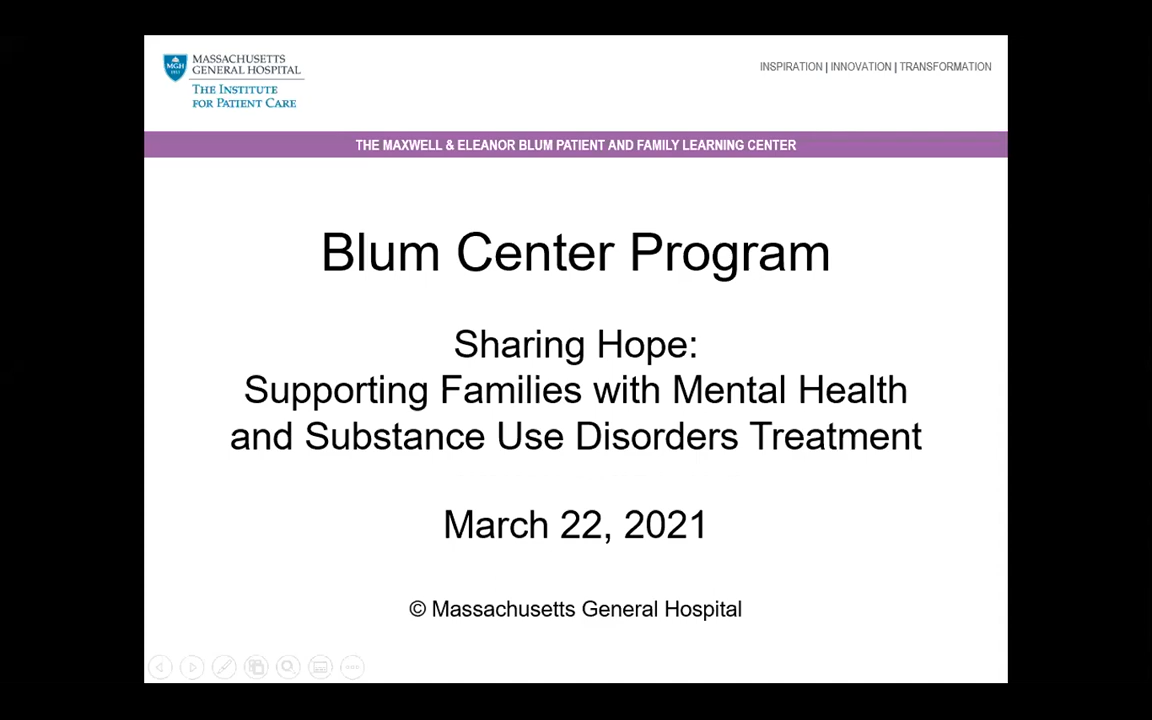 MASSACHUSETTS
GENERAL HOSPITAL
MGH
1811
THE INSTITUTE
FOR PATIENT CARE
INSPIRATION | INNOVATION | TRANSFORMATION
THE MAXWELL & ELEANOR BLUM PATIENT AND FAMILY LEARNING CENTER
Blum Center Program
Sharing Hope:
Supporting Families with Mental Health
and Substance Use Disorders Treatment
March 22, 2021
© Massachusetts General Hospital